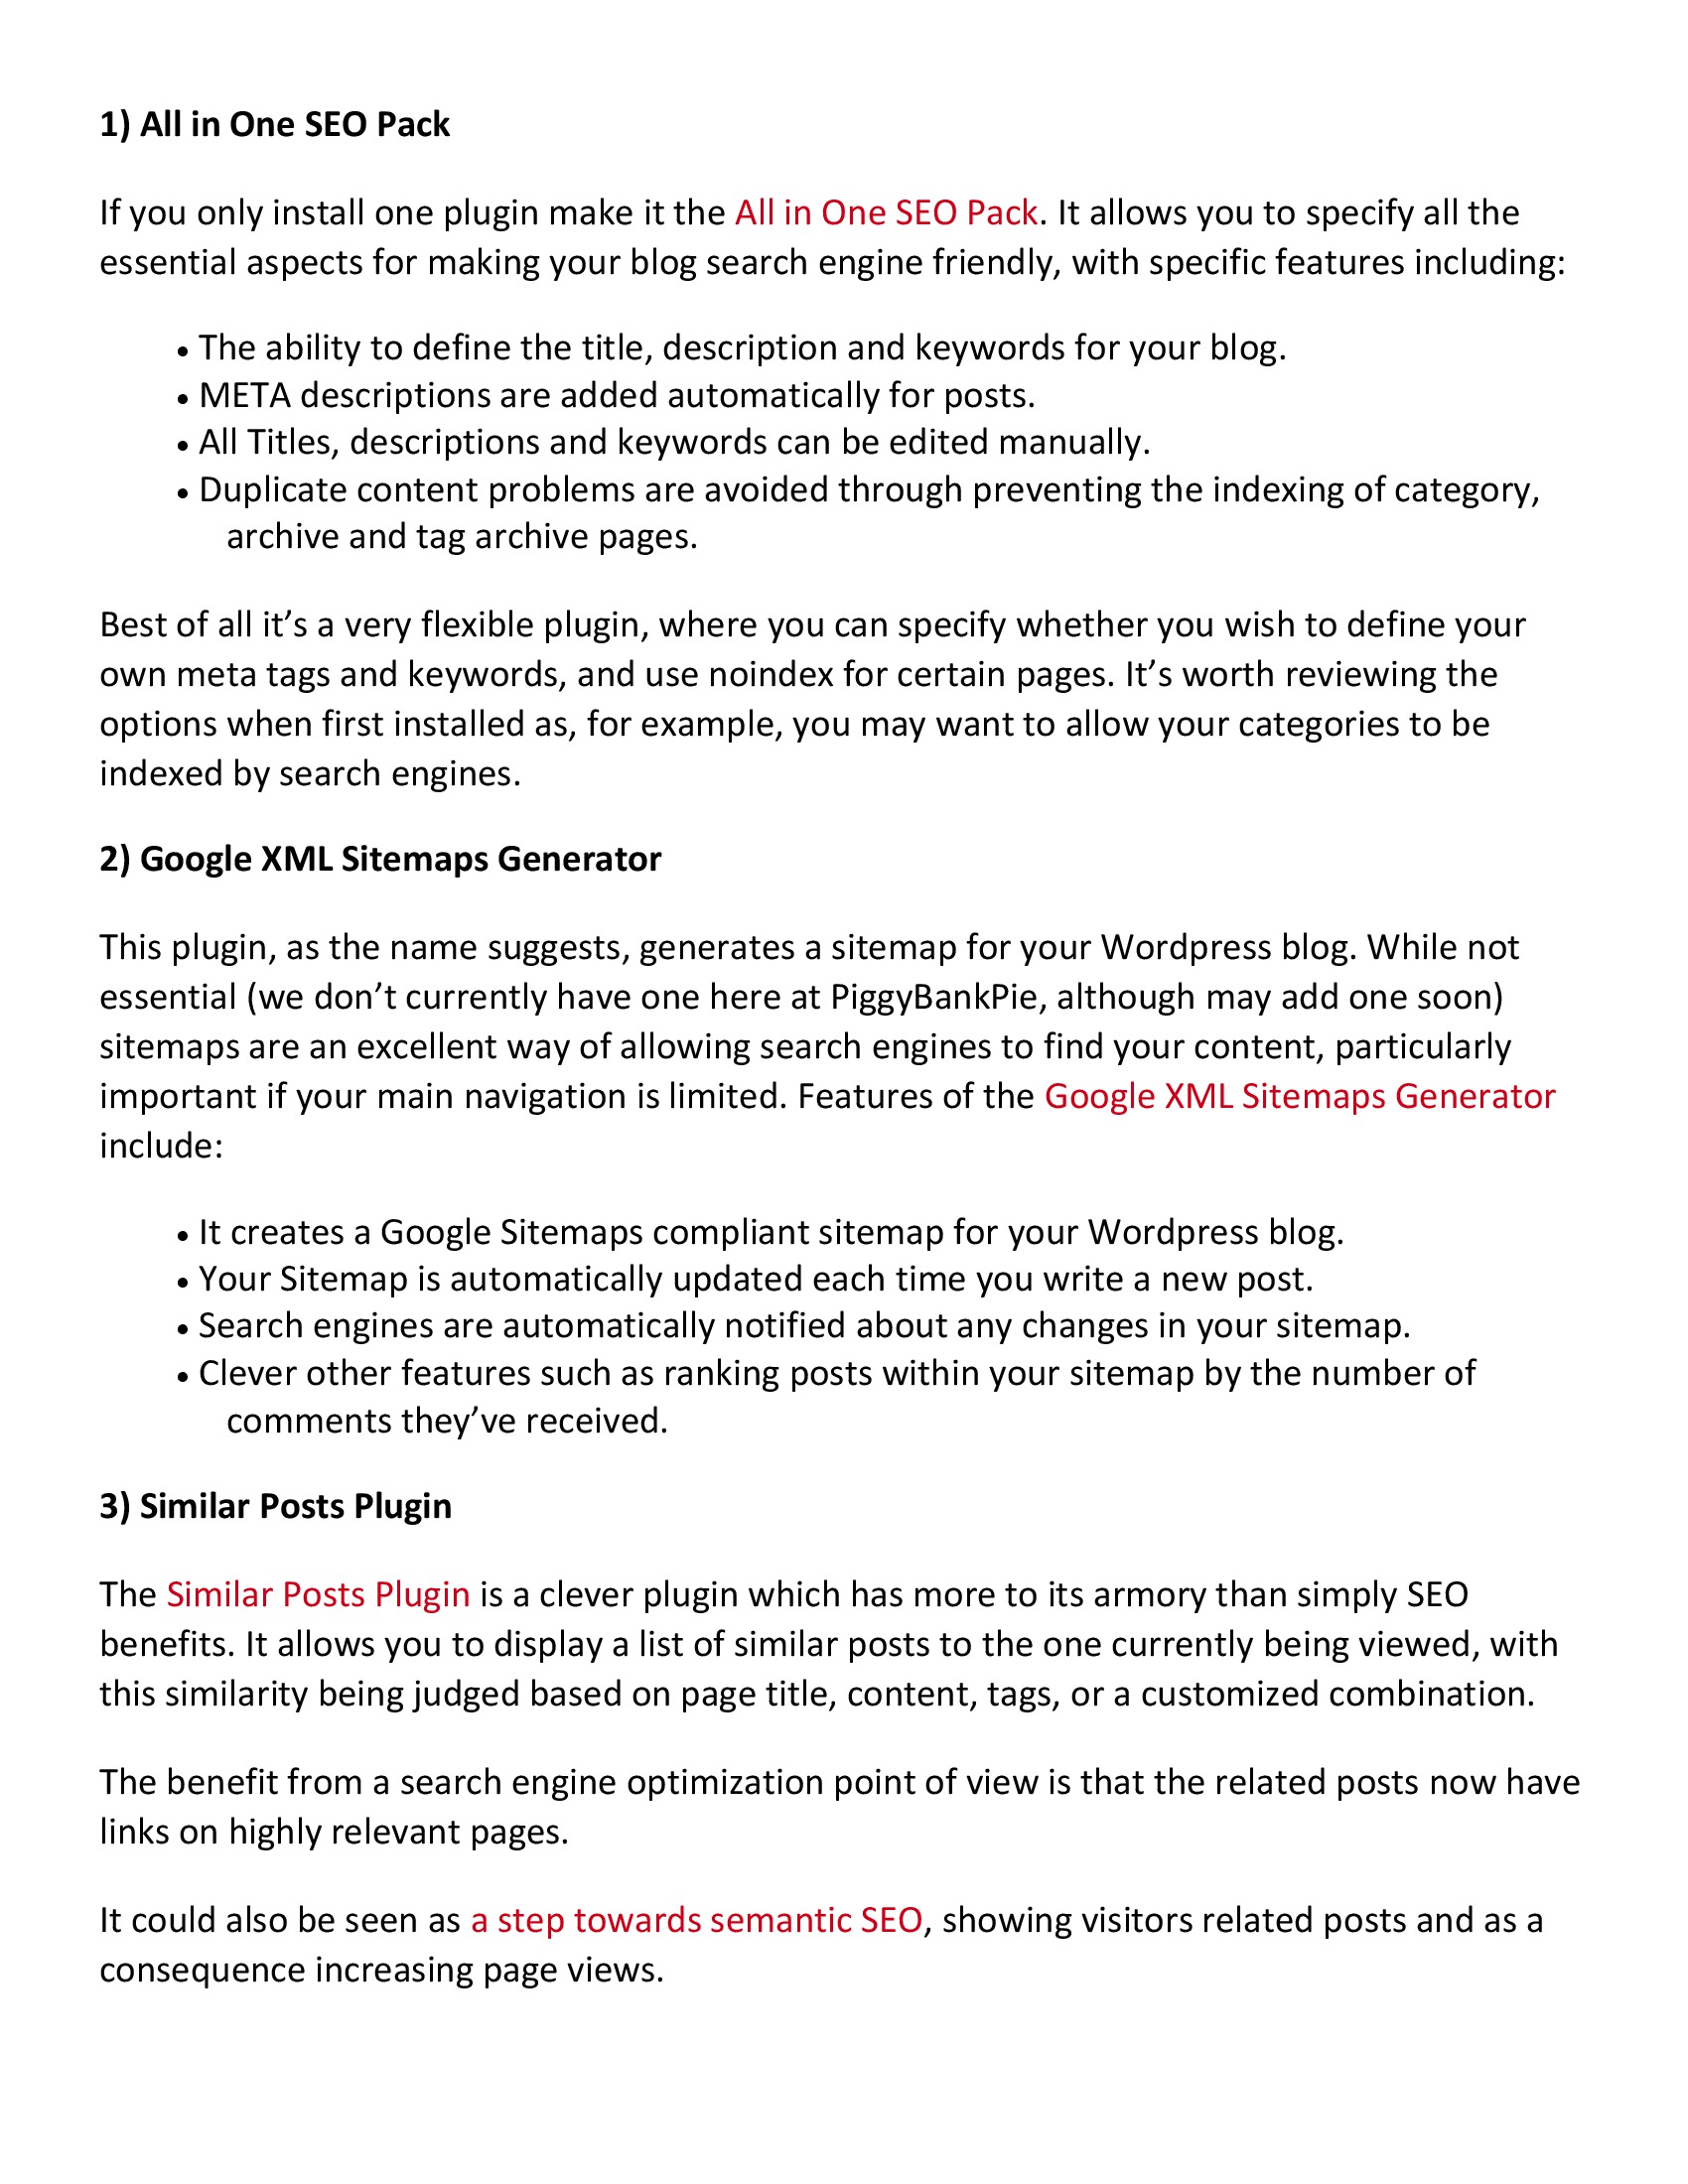 1) All in One SEO Pack
If you only install one plugin make it the All in One SEO Pack. It allows you to specify all the
essential aspects for making your blog search engine friendly, with specific features including:
• The ability to define the title, description and keywords for your blog.
• META descriptions are added automatically for posts.
• All Titles, descriptions and keywords can be edited manually.
• Duplicate content problems are avoided through preventing the indexing of category,
archive and tag archive pages.
Best of all it’s a very flexible plugin, where you can specify whether you wish to define your
own meta tags and keywords, and use noindex for certain pages. It’s worth reviewing the
options when first installed as, for example, you may want to allow your categories to be
indexed by search engines.
2) Google XML Sitemaps Generator
This plugin, as the name suggests, generates a sitemap for your Wordpress blog. While not
essential (we don’t currently have one here at PiggyBankPie, although may add one soon)
sitemaps are an excellent way of allowing search engines to find your content, particularly
important if your main navigation is limited. Features of the Google XML Sitemaps Generator
include:
• It creates a Google Sitemaps compliant sitemap for your Wordpress blog.
• Your Sitemap is automatically updated each time you write a new post.
• Search engines are automatically notified about any changes in your sitemap.
• Clever other features such as ranking posts within your sitemap by the number of
comments they’ve received.
3) Similar Posts Plugin
The Similar Posts Plugin is a clever plugin which has more to its armory than simply SEO
benefits. It allows you to display a list of similar posts to the one currently being viewed, with
this similarity being judged based on page title, content, tags, or a customized combination.
The benefit from a search engine optimization point of view is that the related posts now have
links on highly relevant pages.
It could also be seen as a step towards semantic SEO, showing visitors related posts and as a
consequence increasing page views.